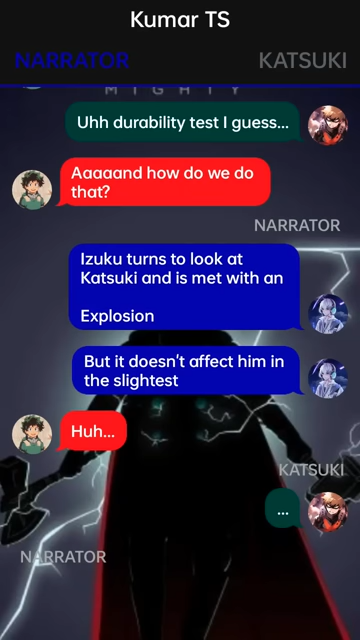 Kumar TS
NARRATOR
KATSUKI
MIGHTY
Uhh durability test I guess...
Aaaaand how do we do
that?
NARRATOR
Izuku turns to look at
Katsuki and is met with an
Explosion
But it doesn't affect him in
the slightest
Huh...
KATSUKI
...
NARRATOR